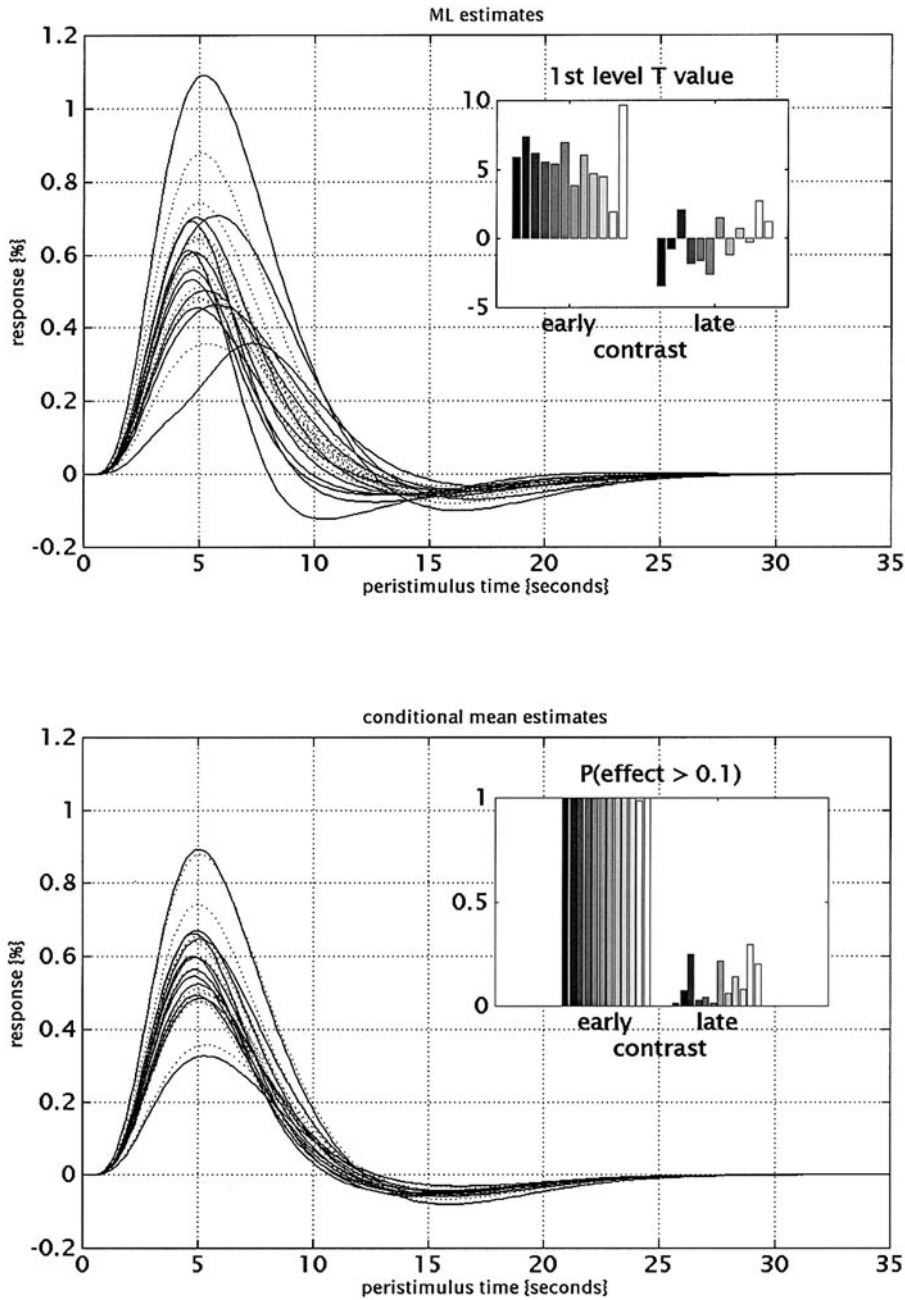 ML estimates
1.2
1
0.8
0.6
0.4
0.2
0
-0.2
response {%}
0 5 10 15 20 25 30 35
peristimulus time {seconds}
1st level T value
10
5
0
-5
early late
contrast
conditional mean estimates
1.2
1
0.8
0.6
0.4
0.2
0
-0.2
response {%}
0 5 10 15 20 25 30 35
peristimulus time {seconds}
P(effect > 0.1)
1
0.5
0
early late
contrast